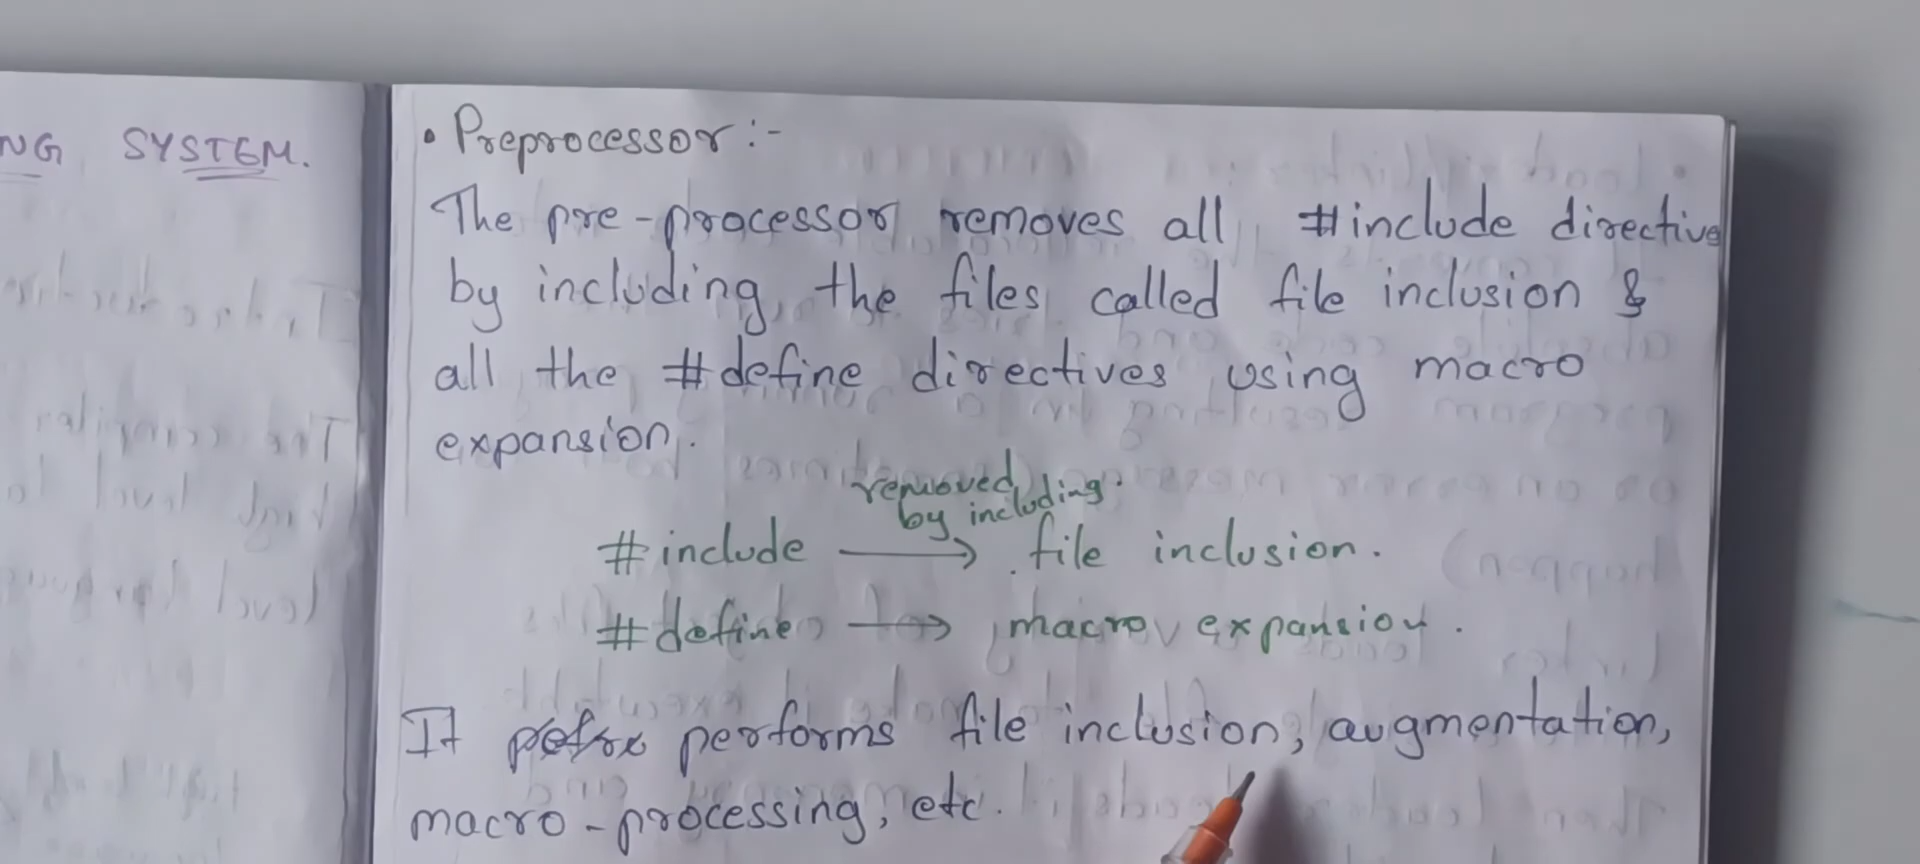 NG SYSTEM.
• Preprocessor :-
The pre-processor removes all #include directive
by including the files called file inclusion &
all the #define directives using macro
expansion.
removed
by including.
#include ⟶ file inclusion.
#define ⟶ macro expansion.
It performs file inclusion, augmentation,
macro-processing, etc.